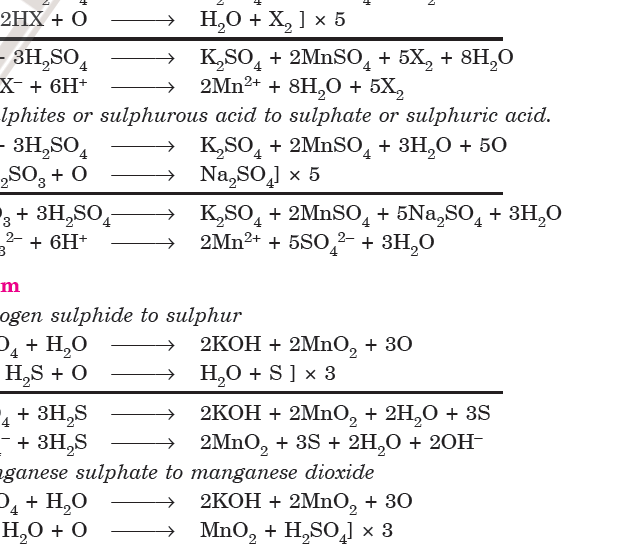 2HX + O ⟶ H₂O + X₂ ] × 5
- 3H₂SO₄ ⟶ K₂SO₄ + 2MnSO₄ + 5X₂ + 8H₂O
X⁻ + 6H⁺ ⟶ 2Mn²⁺ + 8H₂O + 5X₂
lphites or sulphurous acid to sulphate or sulphuric acid.
- 3H₂SO₄ ⟶ K₂SO₄ + 2MnSO₄ + 3H₂O + 5O
₂SO₃ + O ⟶ Na₂SO₄] × 5
O₃ + 3H₂SO₄ ⟶ K₂SO₄ + 2MnSO₄ + 5Na₂SO₄ + 3H₂O
₃²⁻ + 6H⁺ ⟶ 2Mn²⁺ + 5SO₄²⁻ + 3H₂O
m
ogen sulphide to sulphur
O₄ + H₂O ⟶ 2KOH + 2MnO₂ + 3O
H₂S + O ⟶ H₂O + S ] × 3
₄ + 3H₂S ⟶ 2KOH + 2MnO₂ + 2H₂O + 3S
⁻ + 3H₂S ⟶ 2MnO₂ + 3S + 2H₂O + 2OH⁻
nganese sulphate to manganese dioxide
O₄ + H₂O ⟶ 2KOH + 2MnO₂ + 3O
H₂O + O ⟶ MnO₂ + H₂SO₄] × 3